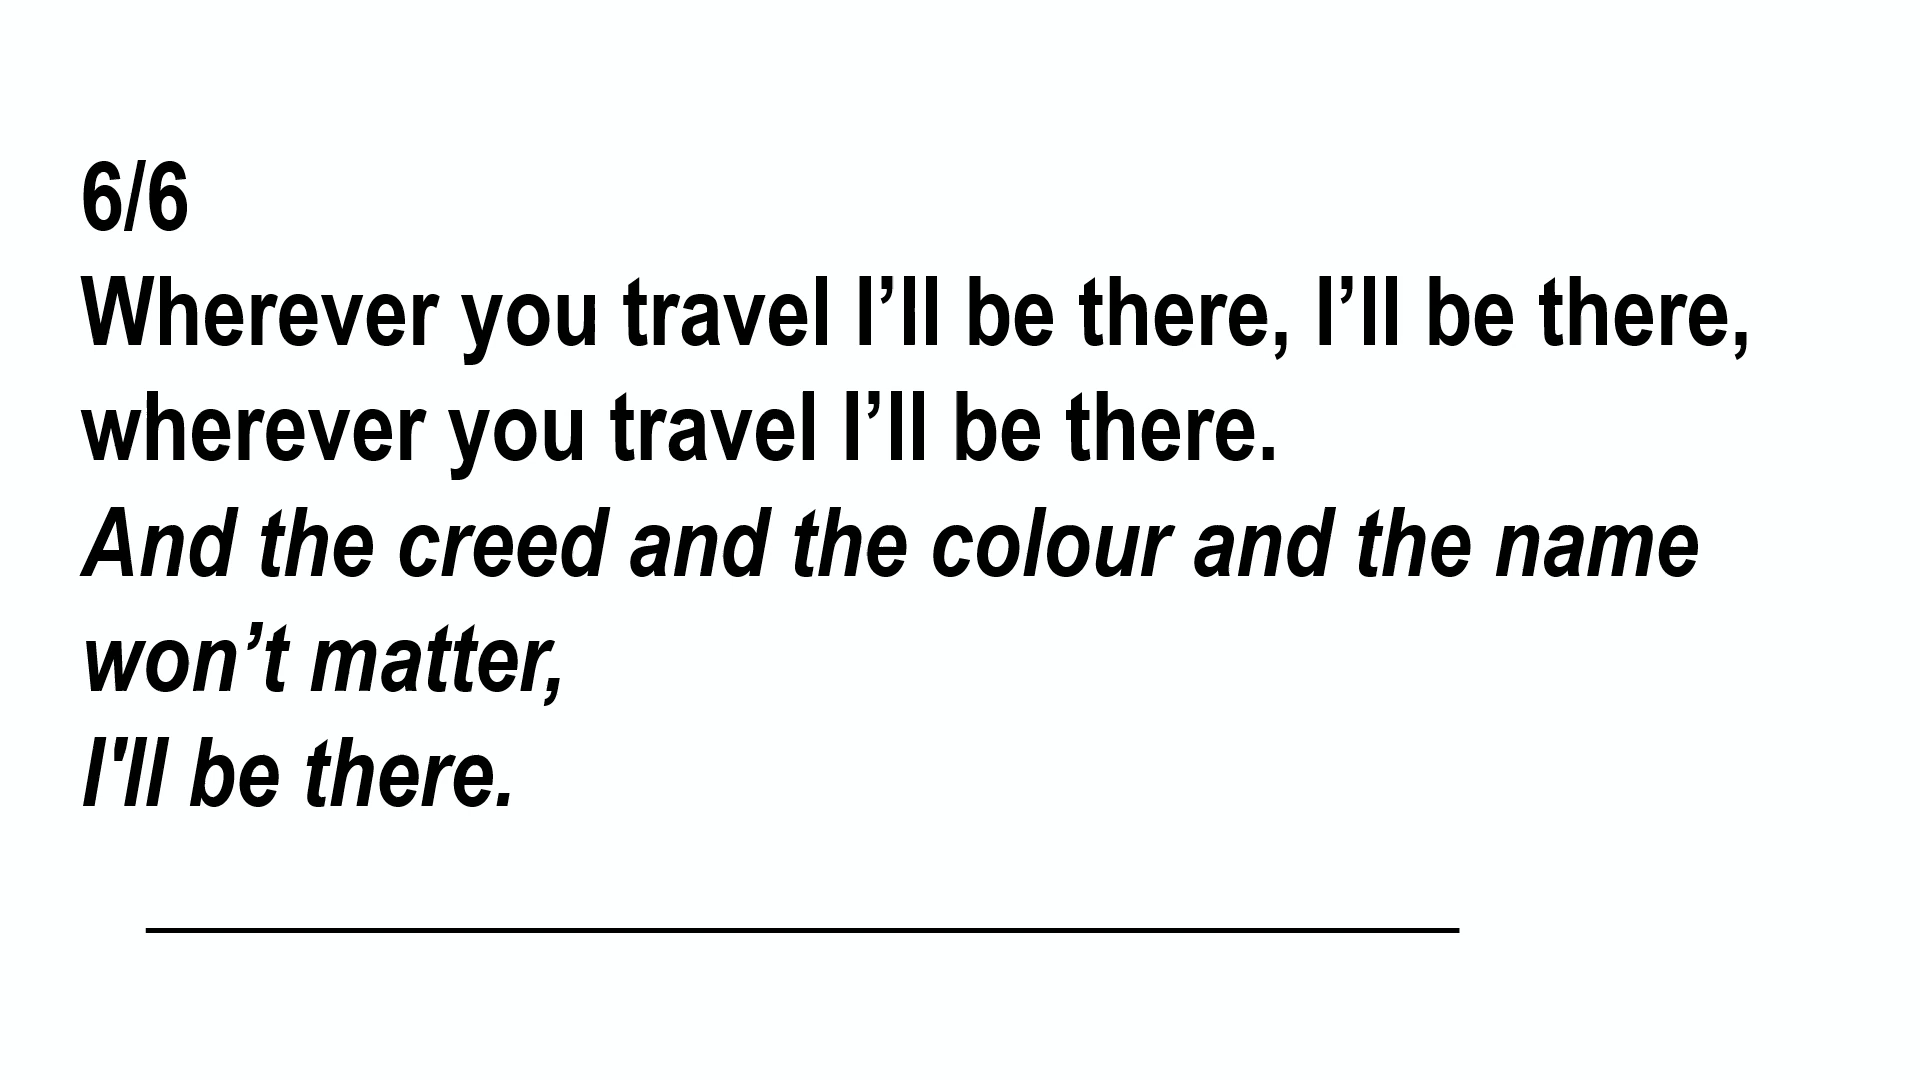 6/6
Wherever you travel I’ll be there, I’ll be there,
wherever you travel I’ll be there.
And the creed and the colour and the name
won’t matter,
I'll be there.